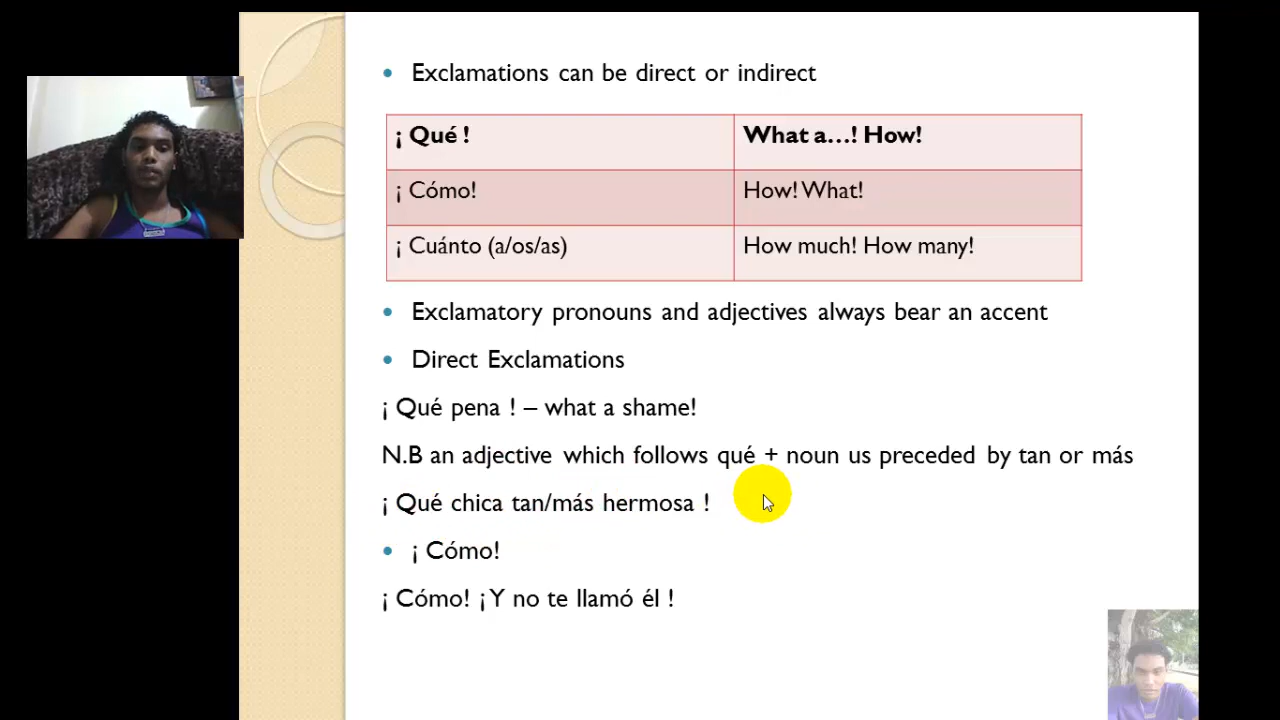 Exclamations can be direct or indirect
¡ Qué ! What a…! How!
¡ Cómo! How! What!
¡ Cuánto (a/os/as) How much! How many!
Exclamatory pronouns and adjectives always bear an accent
Direct Exclamations
¡ Qué pena ! – what a shame!
N.B an adjective which follows qué + noun us preceded by tan or más
¡ Qué chica tan/más hermosa !
¡ Cómo!
¡ Cómo! ¡Y no te llamó él !